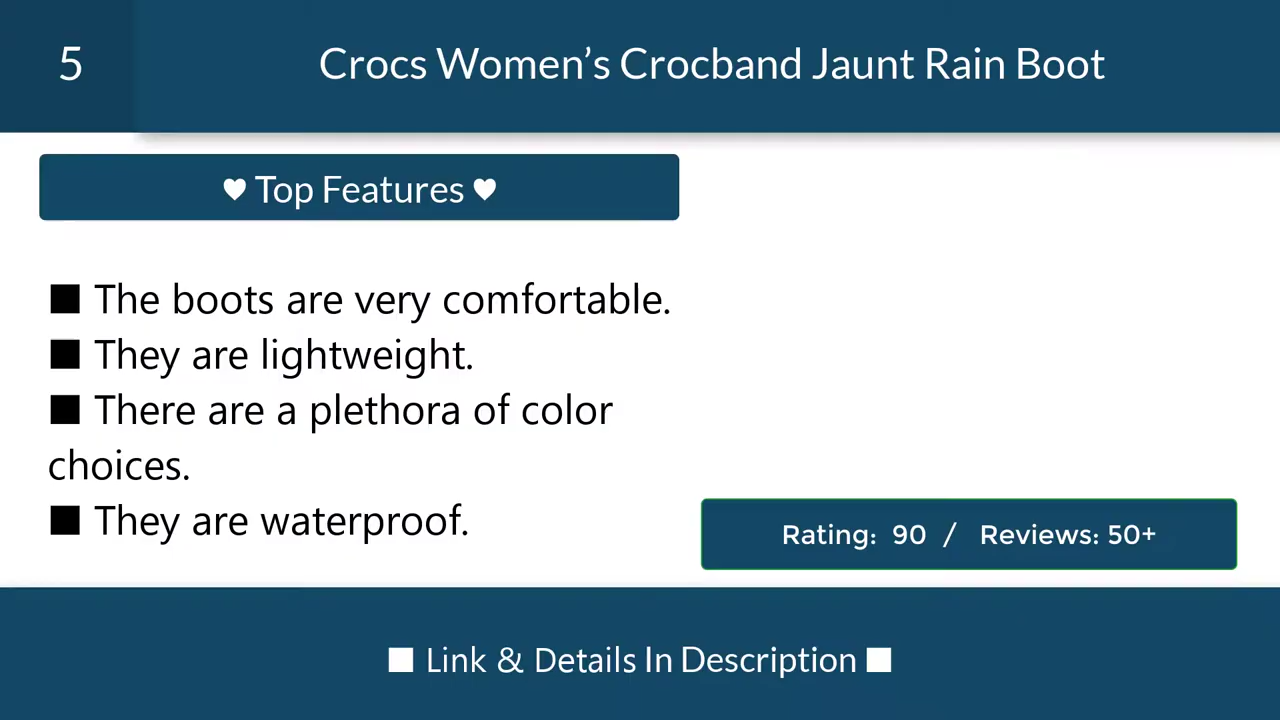 5
Crocs Women’s Crocband Jaunt Rain Boot
♥ Top Features ♥
■ The boots are very comfortable.
■ They are lightweight.
■ There are a plethora of color
choices.
■ They are waterproof.
Rating: 90 / Reviews: 50+
■ Link & Details In Description ■